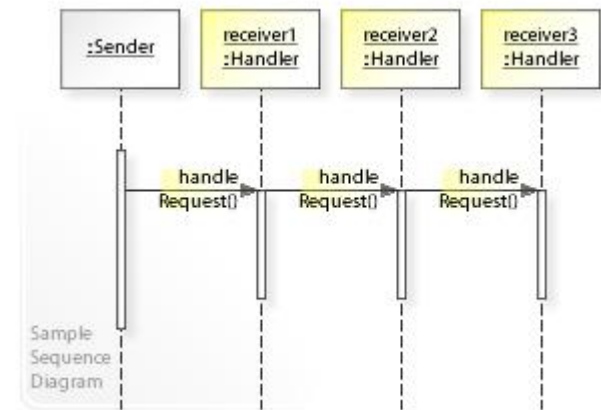 :Sender
receiver1
:Handler
receiver2
:Handler
receiver3
:Handler
handle
Request()
handle
Request()
handle
Request()
Sample
Sequence
Diagram